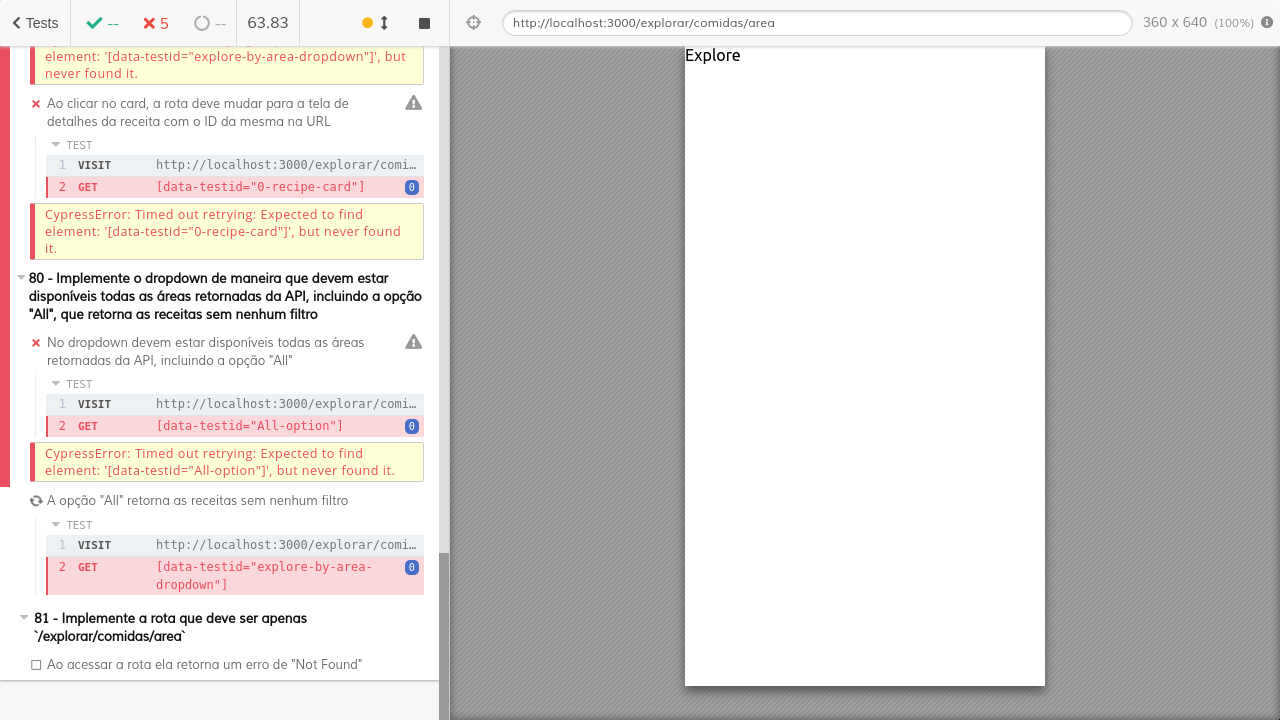 Tests
--
5
--
63.83
http://localhost:3000/explorar/comidas/area
360 x 640 (100%)
element: '[data-testid="explore-by-area-dropdown"]', but
never found it.
Ao clicar no card, a rota deve mudar para a tela de
detalhes da receita com o ID da mesma na URL
TEST
1 VISIT http://localhost:3000/explorar/comi…
2 GET [data-testid="0-recipe-card"] 0
CypressError: Timed out retrying: Expected to find
element: '[data-testid="0-recipe-card"]', but never found
it.
80 - Implemente o dropdown de maneira que devem estar
disponíveis todas as áreas retornadas da API, incluindo a opção
"All", que retorna as receitas sem nenhum filtro
No dropdown devem estar disponíveis todas as áreas
retornadas da API, incluindo a opção "All"
TEST
1 VISIT http://localhost:3000/explorar/comi…
2 GET [data-testid="All-option"] 0
CypressError: Timed out retrying: Expected to find
element: '[data-testid="All-option"]', but never found it.
A opção "All" retorna as receitas sem nenhum filtro
TEST
1 VISIT http://localhost:3000/explorar/comi…
2 GET [data-testid="explore-by-area- 0
dropdown"]
81 - Implemente a rota que deve ser apenas
`/explorar/comidas/area`
Ao acessar a rota ela retorna um erro de "Not Found"
Explore